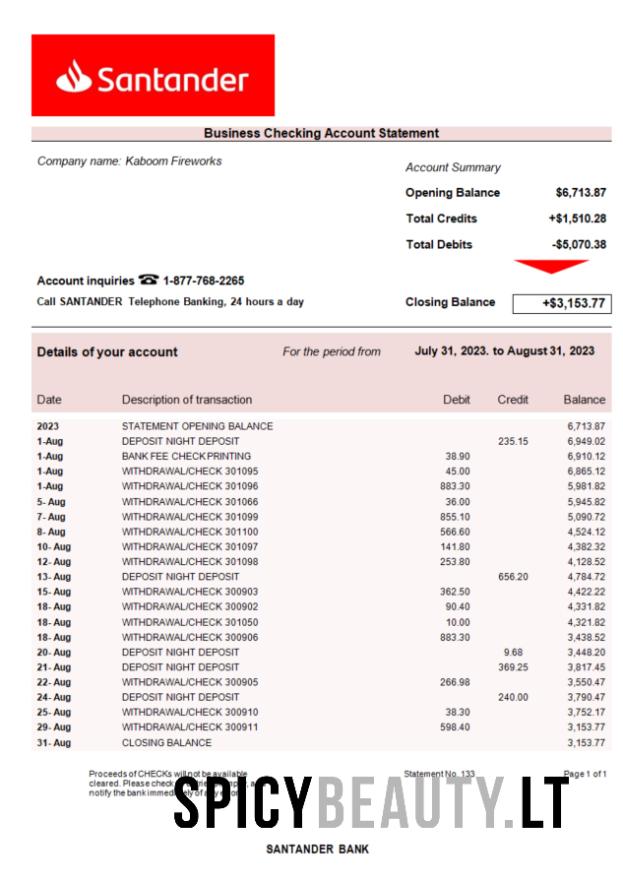 Santander
Business Checking Account Statement
Company name: Kaboom Fireworks
Account Summary
Opening Balance $6,713.87
Total Credits +$1,510.28
Total Debits -$5,070.38
Account inquiries ☎ 1-877-768-2265
Call SANTANDER Telephone Banking, 24 hours a day
Closing Balance +$3,153.77
Details of your account For the period from July 31, 2023. to August 31, 2023
Date Description of transaction Debit Credit Balance
2023 STATEMENT OPENING BALANCE 6,713.87
1-Aug DEPOSIT NIGHT DEPOSIT 235.15 6,949.02
1-Aug BANK FEE CHECK PRINTING 38.90 6,910.12
1-Aug WITHDRAWAL/CHECK 301095 45.00 6,865.12
1-Aug WITHDRAWAL/CHECK 301096 883.30 5,981.82
5- Aug WITHDRAWAL/CHECK 301066 36.00 5,945.82
7- Aug WITHDRAWAL/CHECK 301099 855.10 5,090.72
8- Aug WITHDRAWAL/CHECK 301100 566.60 4,524.12
10- Aug WITHDRAWAL/CHECK 301097 141.80 4,382.32
12- Aug WITHDRAWAL/CHECK 301098 253.80 4,128.52
13- Aug DEPOSIT NIGHT DEPOSIT 656.20 4,784.72
15- Aug WITHDRAWAL/CHECK 300903 362.50 4,422.22
18- Aug WITHDRAWAL/CHECK 300902 90.40 4,331.82
18- Aug WITHDRAWAL/CHECK 301050 10.00 4,321.82
18- Aug WITHDRAWAL/CHECK 300906 883.30 3,438.52
20- Aug DEPOSIT NIGHT DEPOSIT 9.68 3,448.20
21- Aug DEPOSIT NIGHT DEPOSIT 369.25 3,817.45
22- Aug WITHDRAWAL/CHECK 300905 266.98 3,550.47
24- Aug DEPOSIT NIGHT DEPOSIT 240.00 3,790.47
25- Aug WITHDRAWAL/CHECK 300910 38.30 3,752.17
29- Aug WITHDRAWAL/CHECK 300911 598.40 3,153.77
31- Aug CLOSING BALANCE 3,153.77
Proceeds of CHECKs will not be available Statement No. 133 Page 1 of 1
cleared. Please check
notify the bank immediately of any
SPICYBEAUTY.LT
SANTANDER BANK